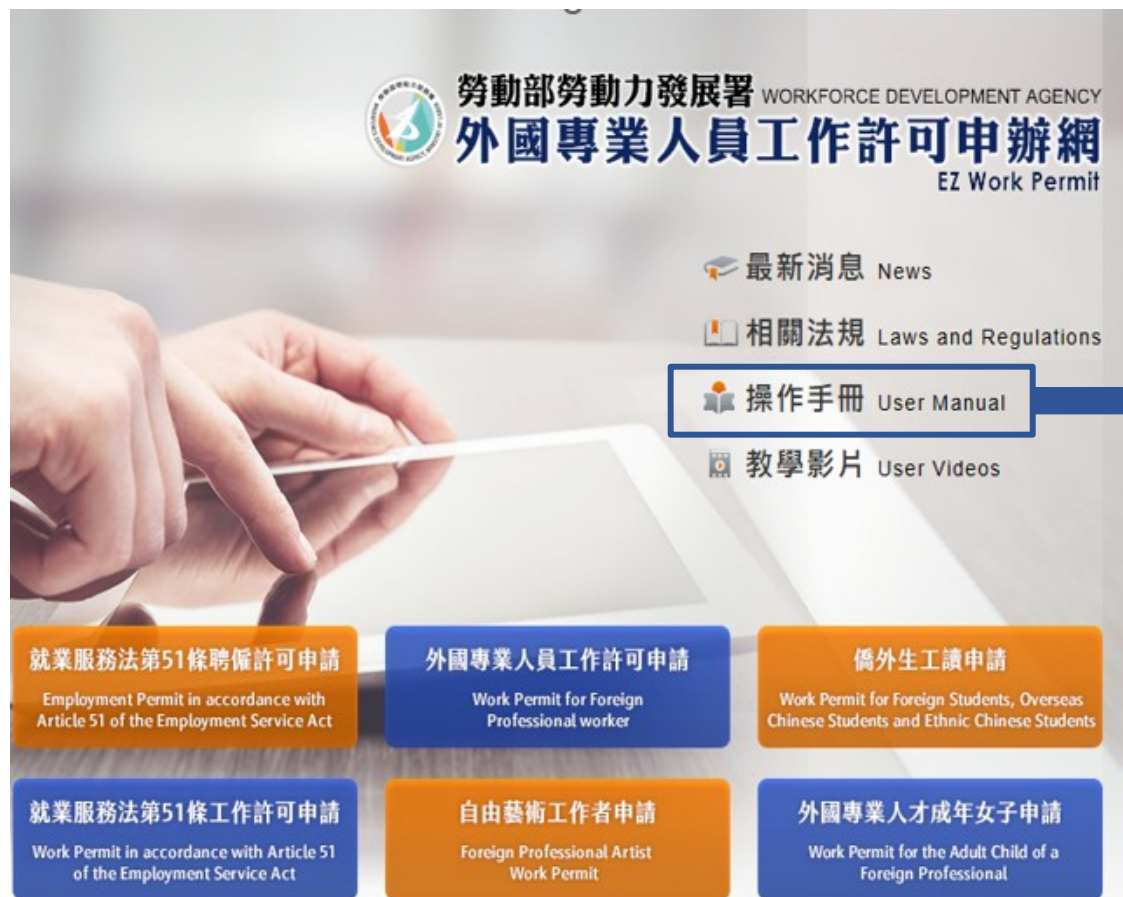 勞動部勞動力發展署 WORKFORCE DEVELOPMENT AGENCY
外國專業人員工作許可申辦網
EZ Work Permit
最新消息 News
相關法規 Laws and Regulations
操作手冊 User Manual
教學影片 User Videos
就業服務法第51條聘僱許可申請
Employment Permit in accordance with
Article 51 of the Employment Service Act
外國專業人員工作許可申請
Work Permit for Foreign
Professional worker
僑外生工讀申請
Work Permit for Foreign Students, Overseas
Chinese Students and Ethnic Chinese Students
就業服務法第51條工作許可申請
Work Permit in accordance with Article 51
of the Employment Service Act
自由藝術工作者申請
Foreign Professional Artist
Work Permit
外國專業人才成年女子申請
Work Permit for the Adult Child of a
Foreign Professional